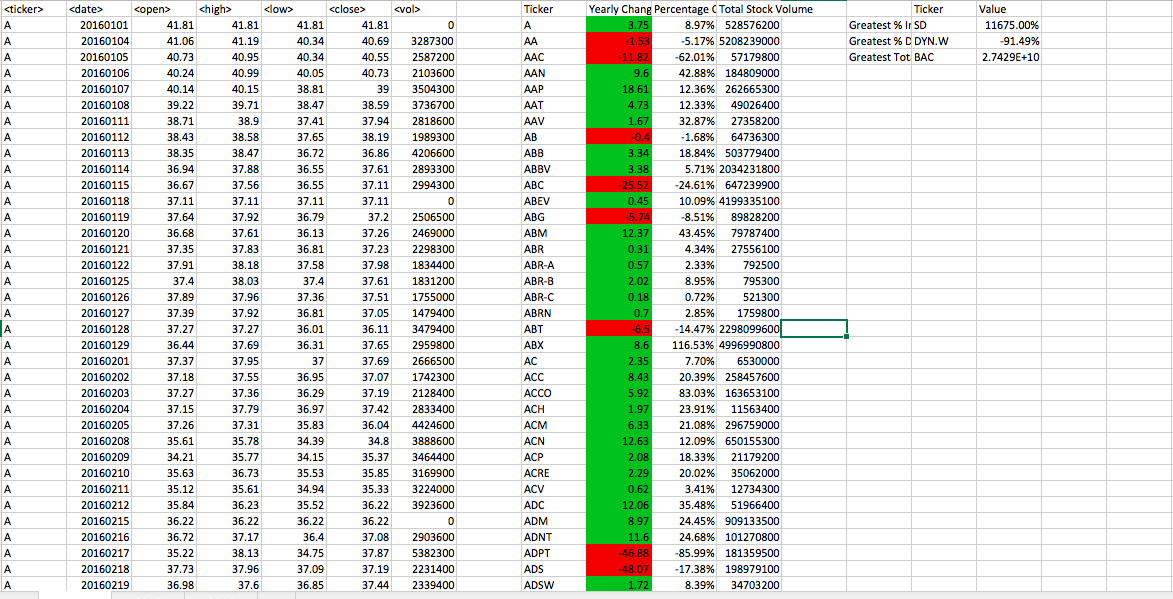 <ticker> <date> <open> <high> <low> <close> <vol> Ticker Yearly Chang Percentage C Total Stock Volume Ticker Value
A 20160101 41.81 41.81 41.81 41.81 0 A 3.75 8.97% 528576200 Greatest % Ir SD 11675.00%
A 20160104 41.06 41.19 40.34 40.69 3287300 AA -1.53 -5.17% 5208239000 Greatest % D DYN.W -91.49%
A 20160105 40.73 40.95 40.34 40.55 2587200 AAC -11.82 -62.01% 57179800 Greatest Tot BAC 2.7429E+10
A 20160106 40.24 40.99 40.05 40.73 2103600 AAN 9.6 42.88% 184809000
A 20160107 40.14 40.15 38.81 39 3504300 AAP 18.61 12.36% 262665300
A 20160108 39.22 39.71 38.47 38.59 3736700 AAT 4.73 12.33% 49026400
A 20160111 38.71 38.9 37.41 37.94 2818600 AAV 1.67 32.87% 27358200
A 20160112 38.43 38.58 37.65 38.19 1989300 AB -0.4 -1.68% 64736300
A 20160113 38.35 38.47 36.72 36.86 4206600 ABB 3.34 18.84% 503779400
A 20160114 36.94 37.88 36.55 37.61 2893300 ABBV 3.38 5.71% 2034231800
A 20160115 36.67 37.56 36.55 37.11 2994300 ABC -25.52 -24.61% 647239900
A 20160118 37.11 37.11 37.11 37.11 0 ABEV 0.45 10.09% 4199335100
A 20160119 37.64 37.92 36.79 37.2 2506500 ABG -5.74 -8.51% 89828200
A 20160120 36.68 37.61 36.13 37.26 2469000 ABM 12.37 43.45% 79787400
A 20160121 37.35 37.83 36.81 37.23 2298300 ABR 0.31 4.34% 27556100
A 20160122 37.91 38.18 37.58 37.98 1834400 ABR-A 0.57 2.33% 792500
A 20160125 37.4 38.03 37.4 37.61 1831200 ABR-B 2.02 8.95% 795300
A 20160126 37.89 37.96 37.36 37.51 1755000 ABR-C 0.18 0.72% 521300
A 20160127 37.39 37.92 36.81 37.05 1479400 ABRN 0.7 2.85% 1759800
A 20160128 37.27 37.27 36.01 36.11 3479400 ABT -6.5 -14.47% 2298099600
A 20160129 36.44 37.69 36.31 37.65 2959800 ABX 8.6 116.53% 4996990800
A 20160201 37.37 37.95 37 37.69 2666500 AC 2.35 7.70% 6530000
A 20160202 37.18 37.55 36.95 37.07 1742300 ACC 8.43 20.39% 258457600
A 20160203 37.27 37.36 36.29 37.19 2128400 ACCO 5.92 83.03% 163653100
A 20160204 37.15 37.79 36.97 37.42 2833400 ACH 1.97 23.91% 11563400
A 20160205 37.26 37.31 35.83 36.04 4424600 ACM 6.33 21.08% 296759000
A 20160208 35.61 35.78 34.39 34.8 3888600 ACN 12.63 12.09% 650155300
A 20160209 34.21 35.77 34.15 35.37 3464400 ACP 2.08 18.33% 21179200
A 20160210 35.63 36.73 35.53 35.85 3169900 ACRE 2.29 20.02% 35062000
A 20160211 35.12 35.61 34.94 35.33 3224000 ACV 0.62 3.41% 12734300
A 20160212 35.84 36.23 35.52 36.22 3923600 ADC 12.06 35.48% 51966400
A 20160215 36.22 36.22 36.22 36.22 0 ADM 8.97 24.45% 909133500
A 20160216 36.72 37.17 36.4 37.08 2903600 ADNT 11.6 24.68% 101270800
A 20160217 35.22 38.13 34.75 37.87 5382300 ADPT -46.88 -85.99% 181359500
A 20160218 37.73 37.96 37.09 37.19 2231400 ADS -48.07 -17.38% 198979100
A 20160219 36.98 37.6 36.85 37.44 2339400 ADSW 1.72 8.39% 34703200